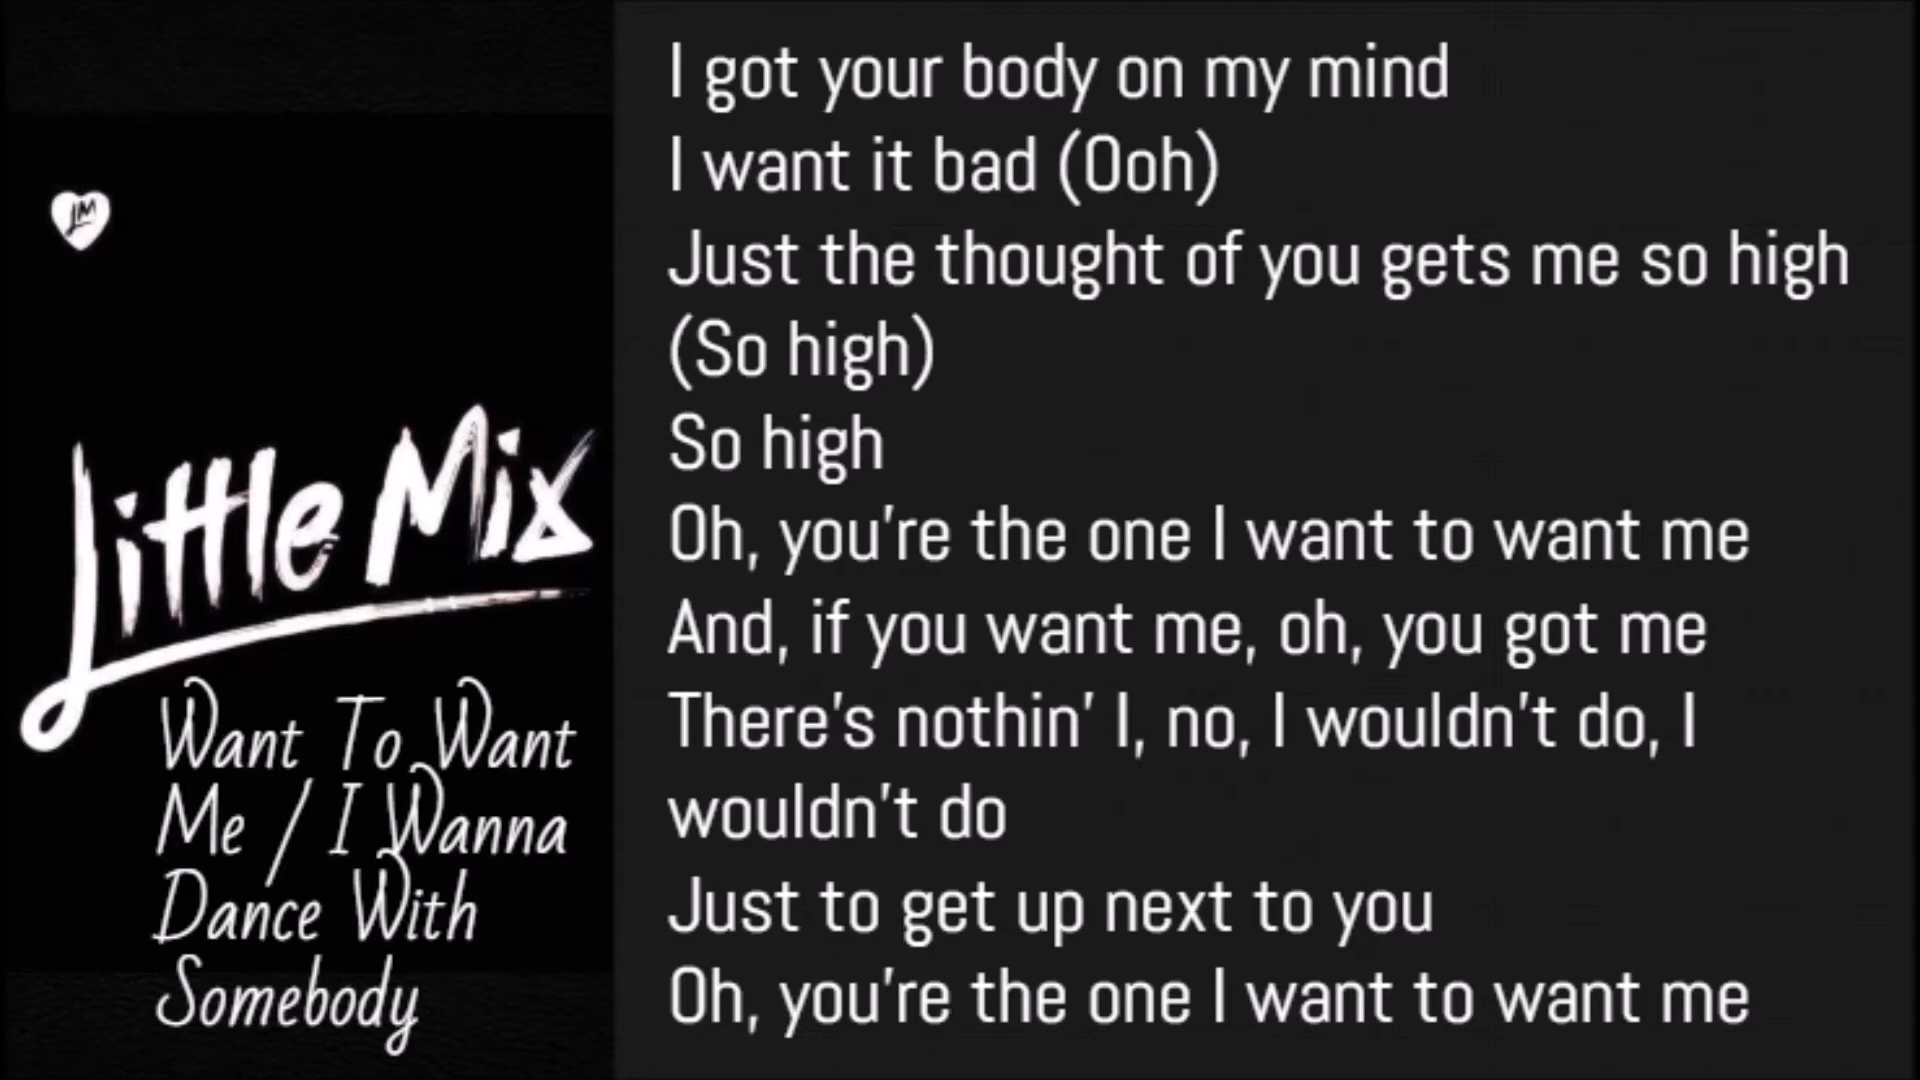 LM
Little Mix
Want To Want
Me / I Wanna
Dance With
Somebody
I got your body on my mind
I want it bad (Ooh)
Just the thought of you gets me so high
(So high)
So high
Oh, you're the one I want to want me
And, if you want me, oh, you got me
There's nothin' I, no, I wouldn't do, I
wouldn't do
Just to get up next to you
Oh, you're the one I want to want me